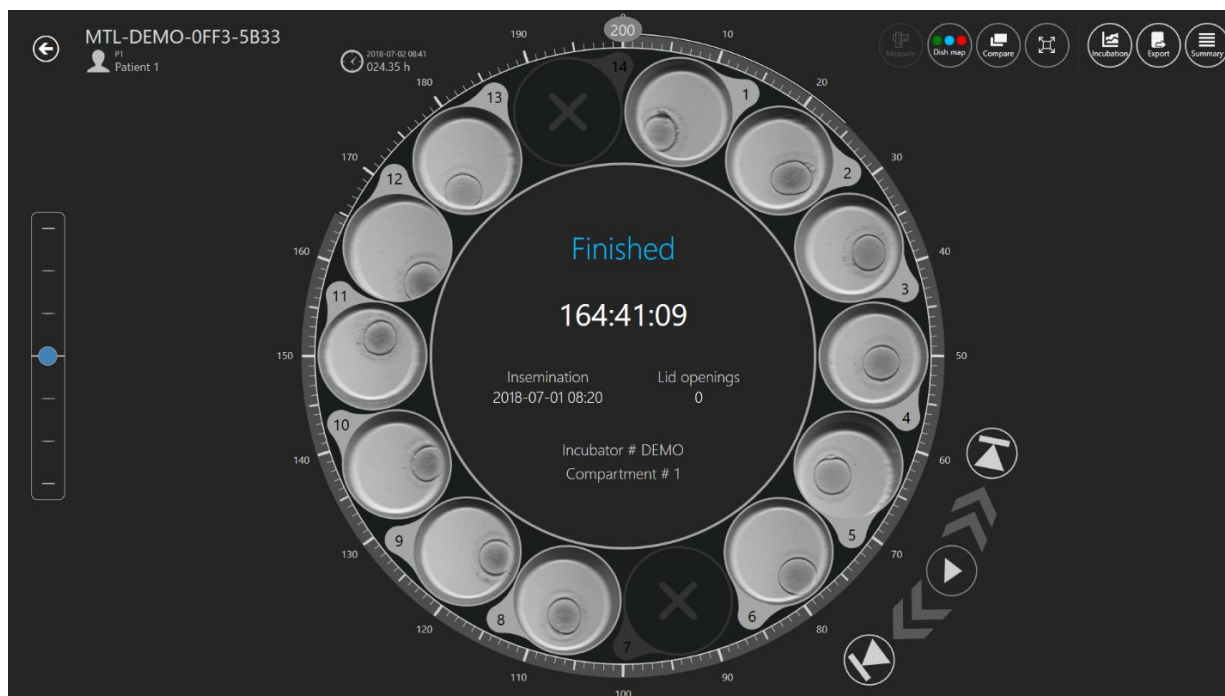 MTL-DEMO-0FF3-5B33
P1
Patient 1
2018-07-02 08:41
024.35 h
Measure
Dish map
Compare
Incubation
Export
Summary
200
10
20
30
40
50
60
70
80
90
100
110
120
130
140
150
160
170
180
190
1
2
3
4
5
6
7
8
9
10
11
12
13
14
Finished
164:41:09
Insemination
2018-07-01 08:20
Lid openings
0
Incubator # DEMO
Compartment # 1